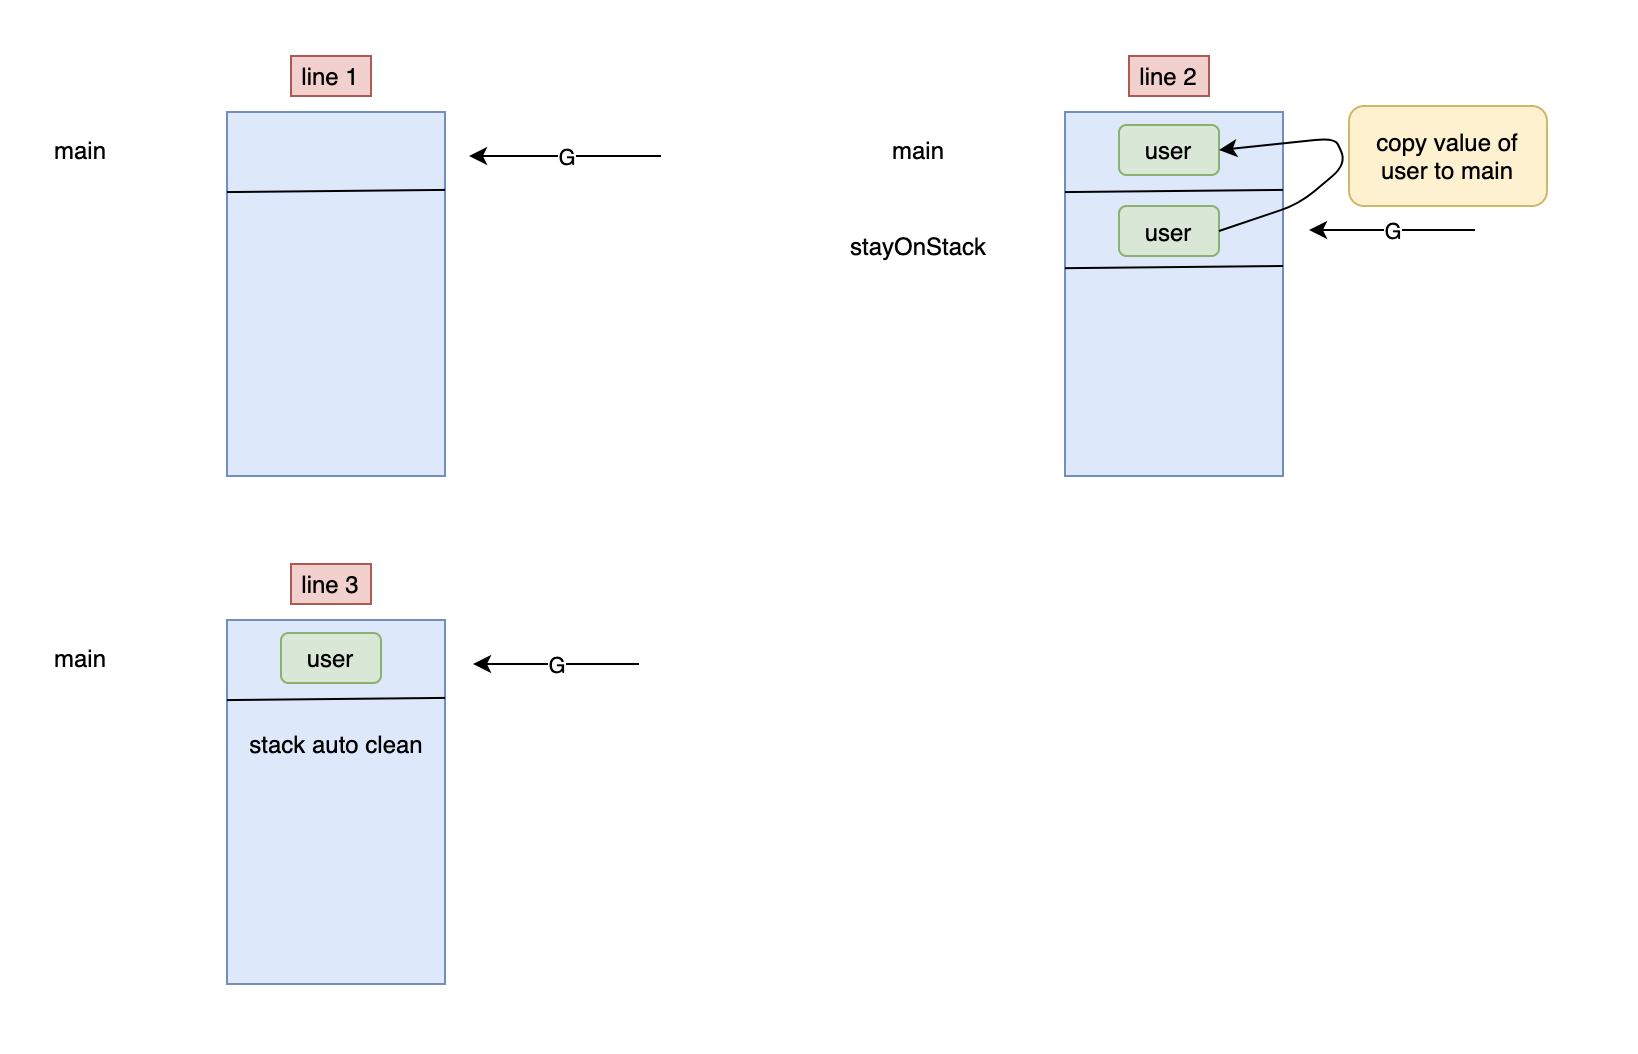 line 1
main
G
line 2
main
user
copy value of
user to main
stayOnStack
user
G
line 3
main
user
G
stack auto clean